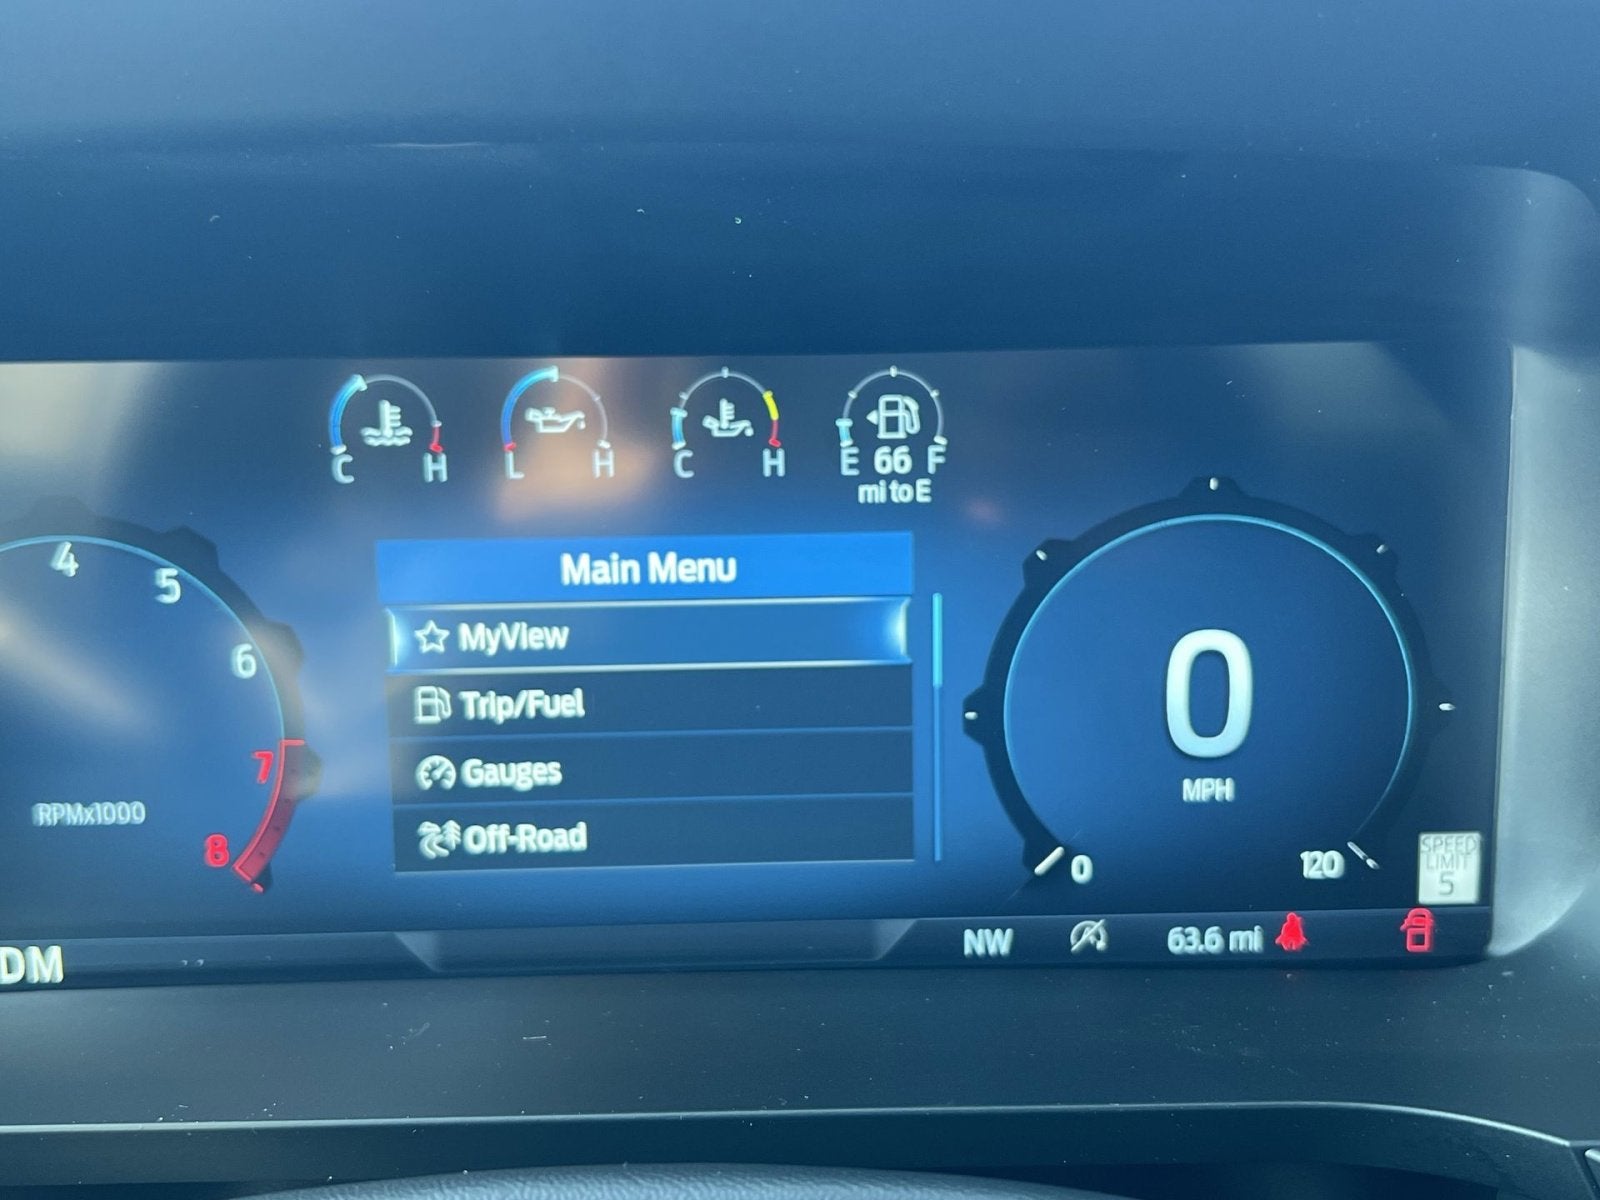 C H
L H
C H
E 66 F
mi to E
4
5
6
7
8
RPMx1000
Main Menu
MyView
Trip/Fuel
Gauges
Off-Road
0
MPH
0
120
SPEED
LIMIT
5
DM
NW
63.6 mi